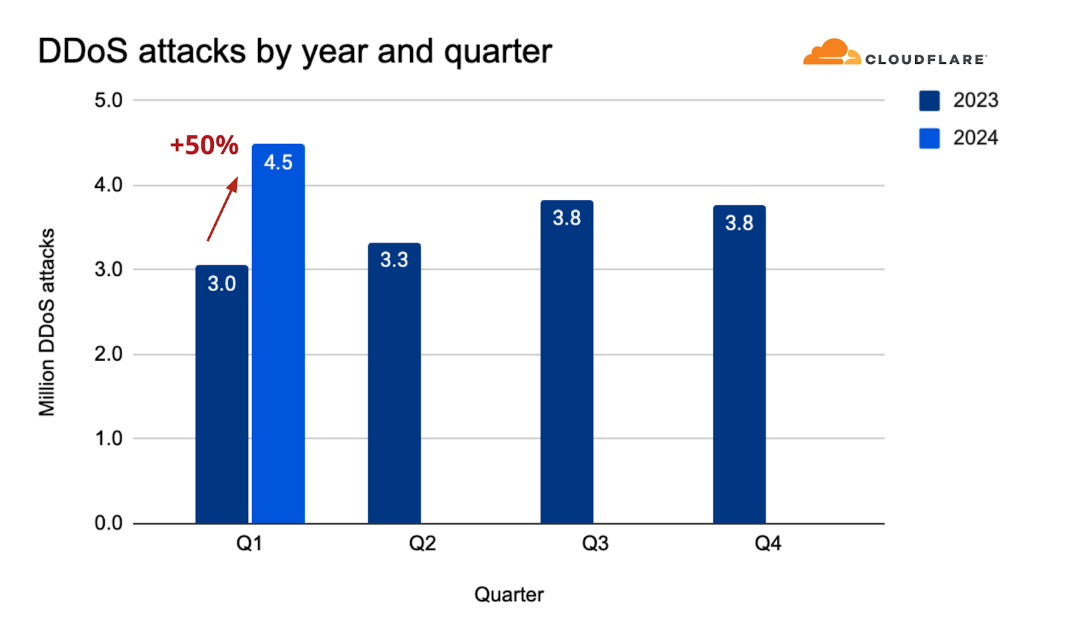 DDoS attacks by year and quarter
CLOUDFLARE
2023
2024
5.0
4.0
3.0
2.0
1.0
0.0
Million DDoS attacks
+50%
3.0
4.5
3.3
3.8
3.8
Q1
Q2
Q3
Q4
Quarter